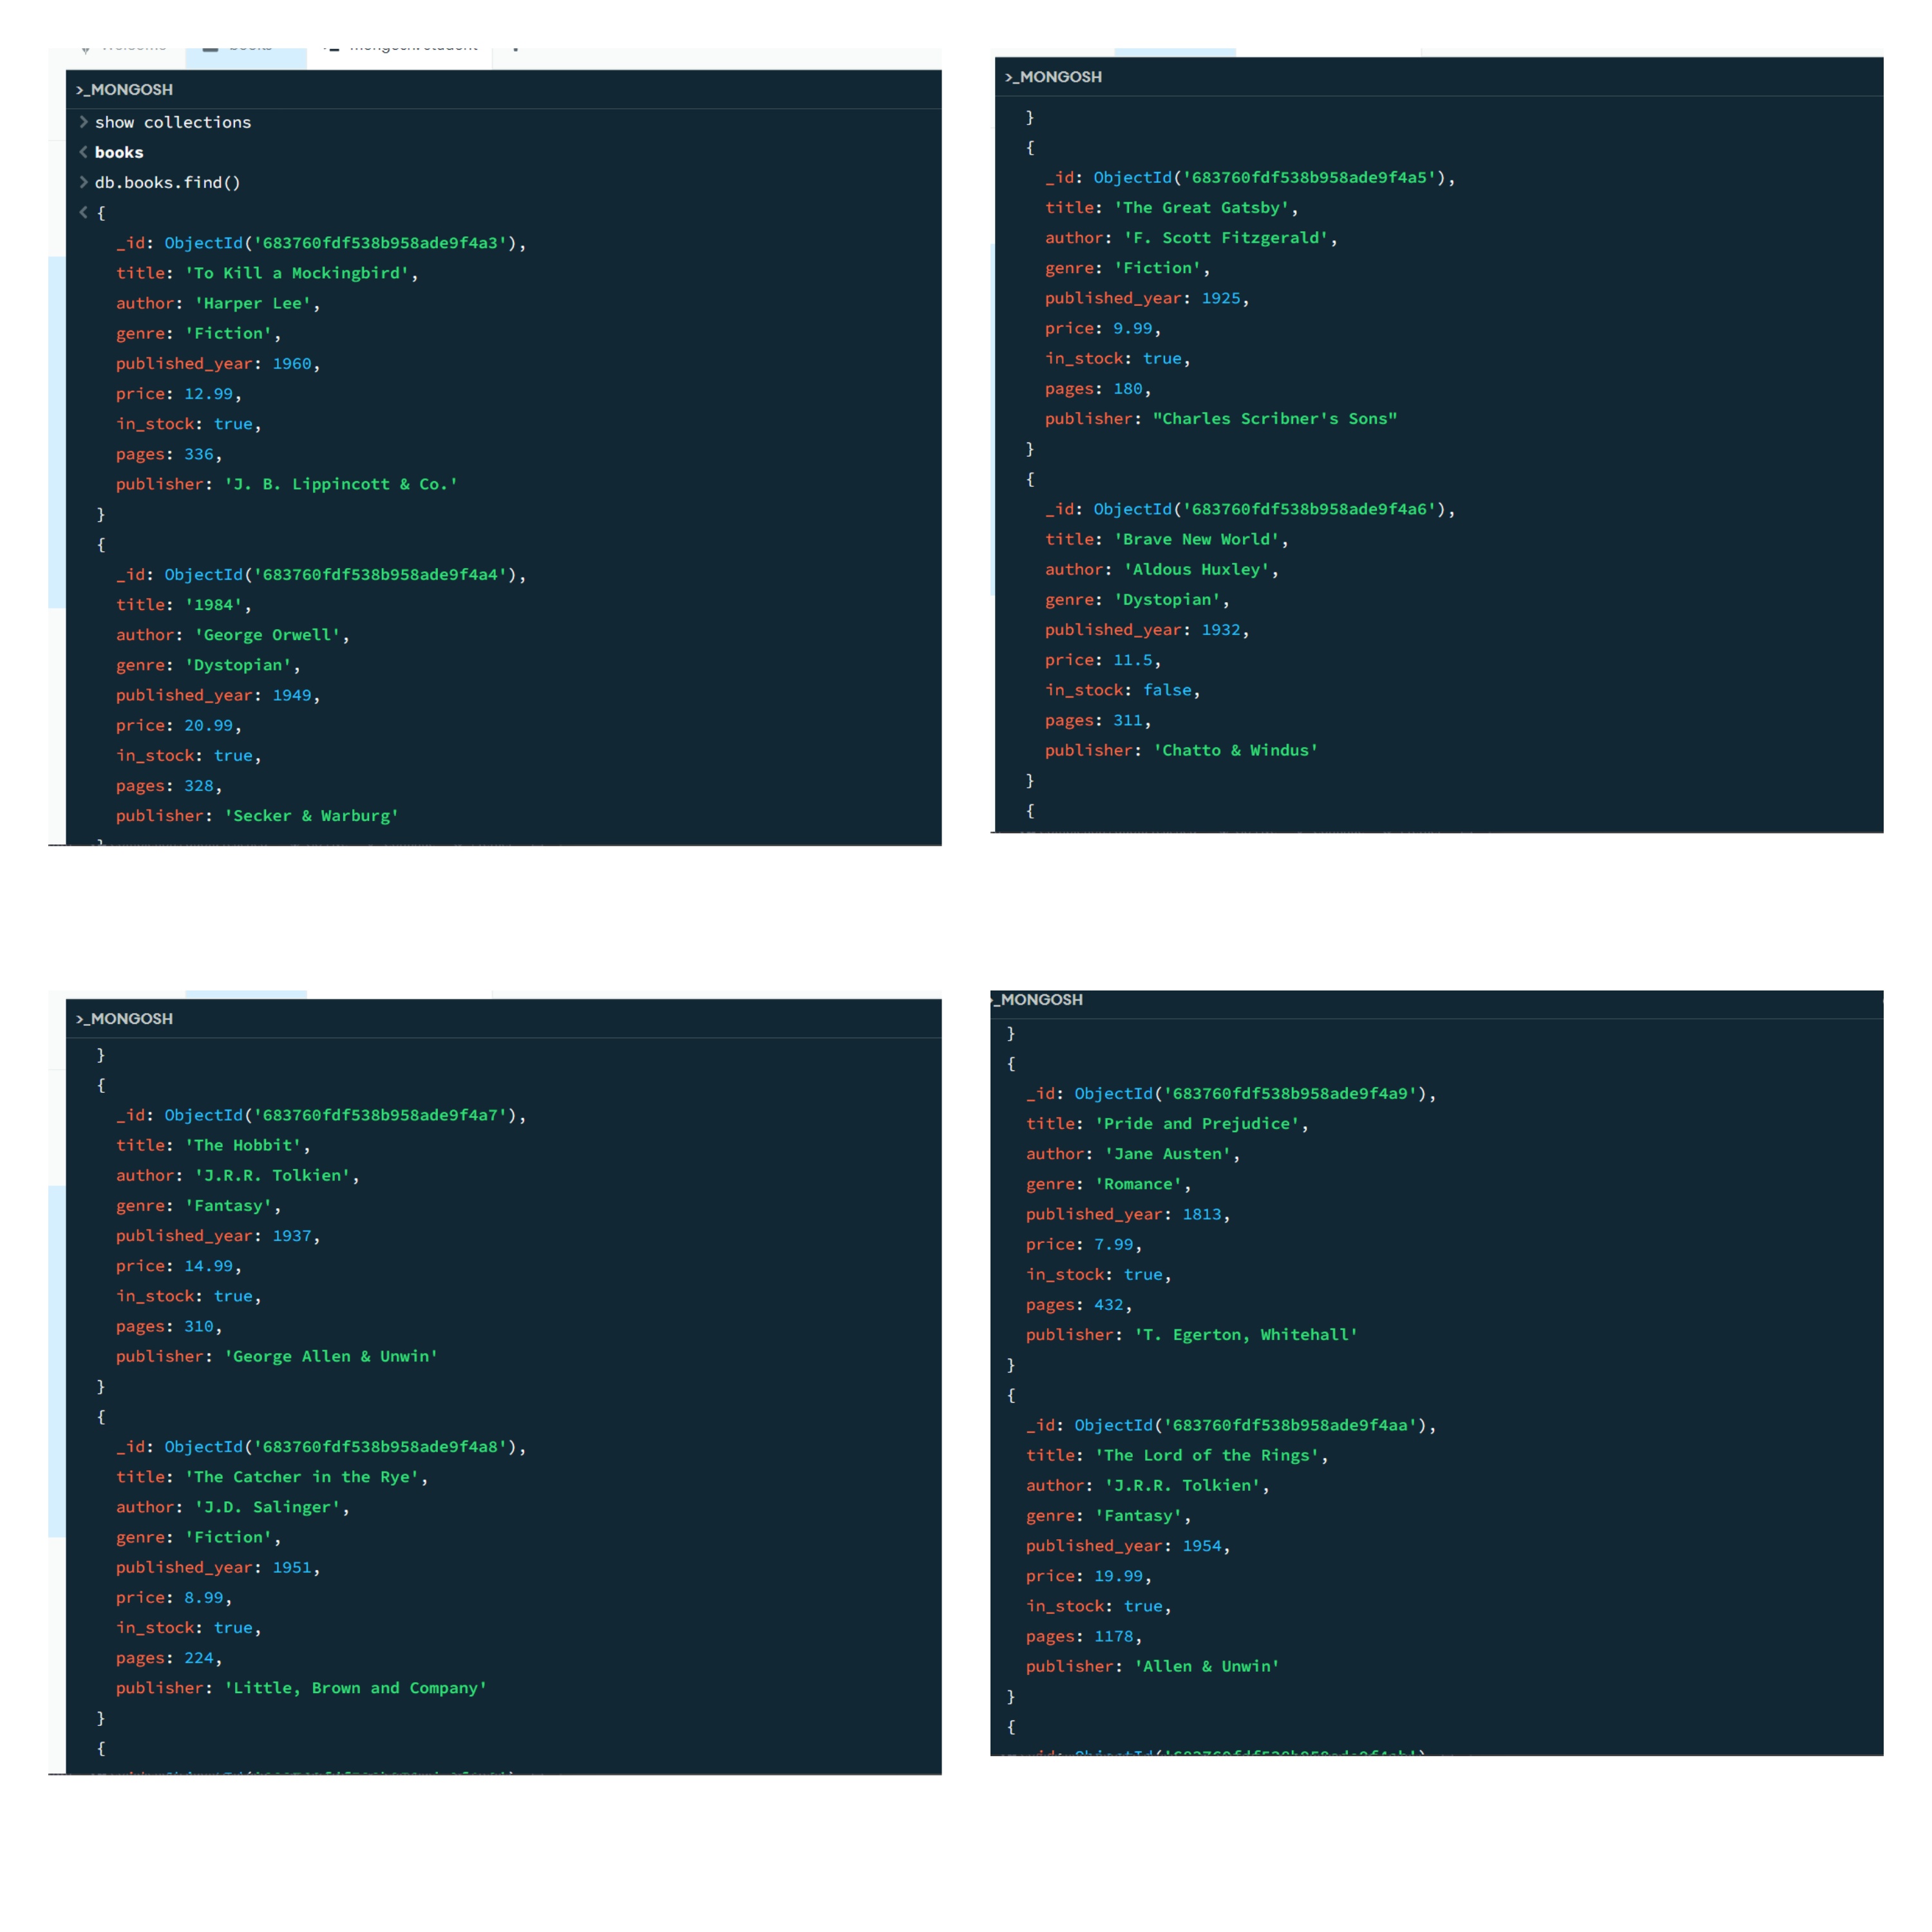 >_MONGOSH
> show collections
< books
> db.books.find()
< {
_id: ObjectId('683760fdf538b958ade9f4a3'),
title: 'To Kill a Mockingbird',
author: 'Harper Lee',
genre: 'Fiction',
published_year: 1960,
price: 12.99,
in_stock: true,
pages: 336,
publisher: 'J. B. Lippincott & Co.'
}
{
_id: ObjectId('683760fdf538b958ade9f4a4'),
title: '1984',
author: 'George Orwell',
genre: 'Dystopian',
published_year: 1949,
price: 20.99,
in_stock: true,
pages: 328,
publisher: 'Secker & Warburg'
>_MONGOSH
}
{
_id: ObjectId('683760fdf538b958ade9f4a5'),
title: 'The Great Gatsby',
author: 'F. Scott Fitzgerald',
genre: 'Fiction',
published_year: 1925,
price: 9.99,
in_stock: true,
pages: 180,
publisher: "Charles Scribner's Sons"
}
{
_id: ObjectId('683760fdf538b958ade9f4a6'),
title: 'Brave New World',
author: 'Aldous Huxley',
genre: 'Dystopian',
published_year: 1932,
price: 11.5,
in_stock: false,
pages: 311,
publisher: 'Chatto & Windus'
}
{
>_MONGOSH
}
{
_id: ObjectId('683760fdf538b958ade9f4a7'),
title: 'The Hobbit',
author: 'J.R.R. Tolkien',
genre: 'Fantasy',
published_year: 1937,
price: 14.99,
in_stock: true,
pages: 310,
publisher: 'George Allen & Unwin'
}
{
_id: ObjectId('683760fdf538b958ade9f4a8'),
title: 'The Catcher in the Rye',
author: 'J.D. Salinger',
genre: 'Fiction',
published_year: 1951,
price: 8.99,
in_stock: true,
pages: 224,
publisher: 'Little, Brown and Company'
}
{
>_MONGOSH
}
{
_id: ObjectId('683760fdf538b958ade9f4a9'),
title: 'Pride and Prejudice',
author: 'Jane Austen',
genre: 'Romance',
published_year: 1813,
price: 7.99,
in_stock: true,
pages: 432,
publisher: 'T. Egerton, Whitehall'
}
{
_id: ObjectId('683760fdf538b958ade9f4aa'),
title: 'The Lord of the Rings',
author: 'J.R.R. Tolkien',
genre: 'Fantasy',
published_year: 1954,
price: 19.99,
in_stock: true,
pages: 1178,
publisher: 'Allen & Unwin'
}
{